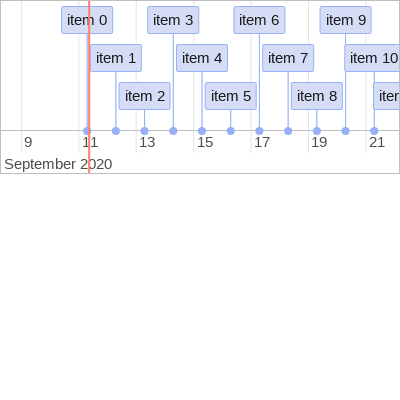 item 0 item 3 item 6 item 9
item 1 item 4 item 7 item 10
item 2 item 5 item 8
9 11 13 15 17 19 21
September 2020